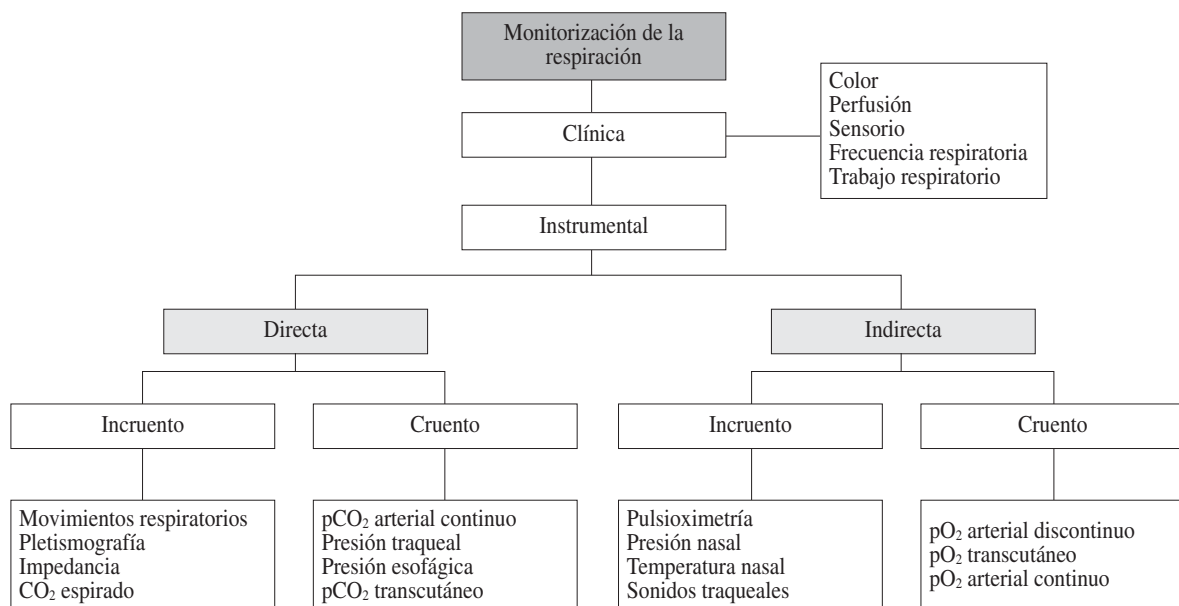 Monitorización de la
respiración
Color
Perfusión
Sensorio
Frecuencia respiratoria
Trabajo respiratorio
Clínica
Instrumental
Directa
Indirecta
Incruento
Cruento
Incruento
Cruento
Movimientos respiratorios
Pletismografía
Impedancia
CO₂ espirado
pCO₂ arterial continuo
Presión traqueal
Presión esofágica
pCO₂ transcutáneo
Pulsioximetría
Presión nasal
Temperatura nasal
Sonidos traqueales
pO₂ arterial discontinuo
pO₂ transcutáneo
pO₂ arterial continuo